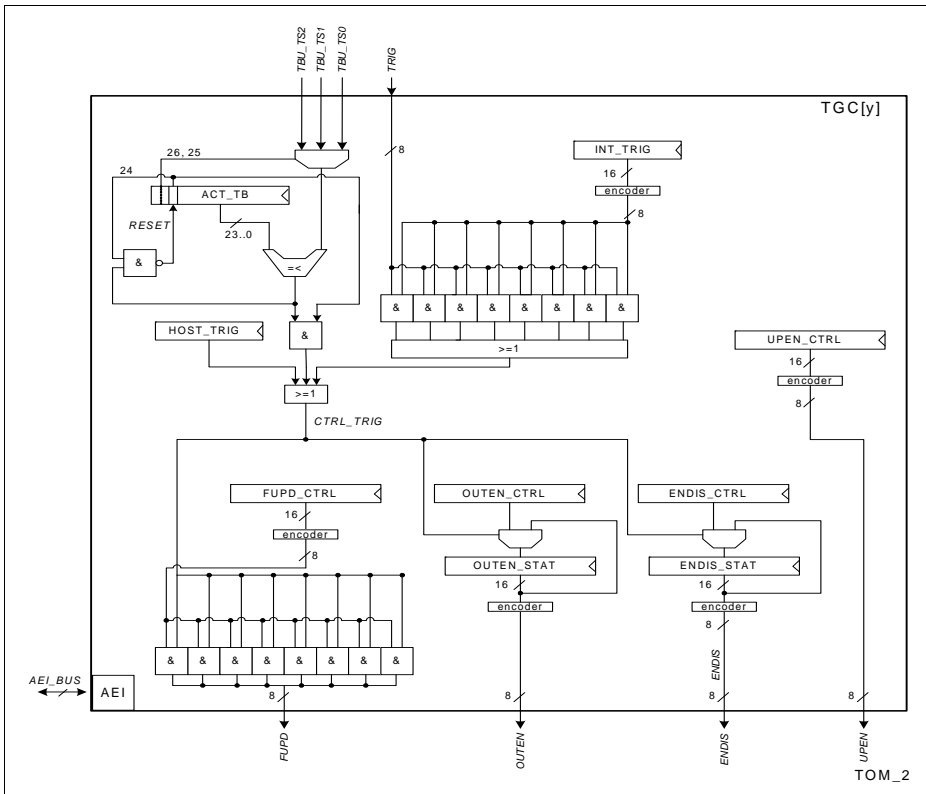 TBU_TS2
TBU_TS1
TBU_TS0
TRIG
TGC[y]
26, 25
8
INT_TRIG
24
16
encoder
ACT_TB
8
RESET
23..0
&
=<
& & & & & & & &
HOST_TRIG
&
>=1
UPEN_CTRL
16
encoder
>=1
8
CTRL_TRIG
FUPD_CTRL
OUTEN_CTRL
ENDIS_CTRL
16
encoder
8
OUTEN_STAT
ENDIS_STAT
16
16
encoder
encoder
8
ENDIS
& & & & & & & &
AEI_BUS
AEI
8
8
8
8
FUPD
OUTEN
ENDIS
UPEN
TOM_2